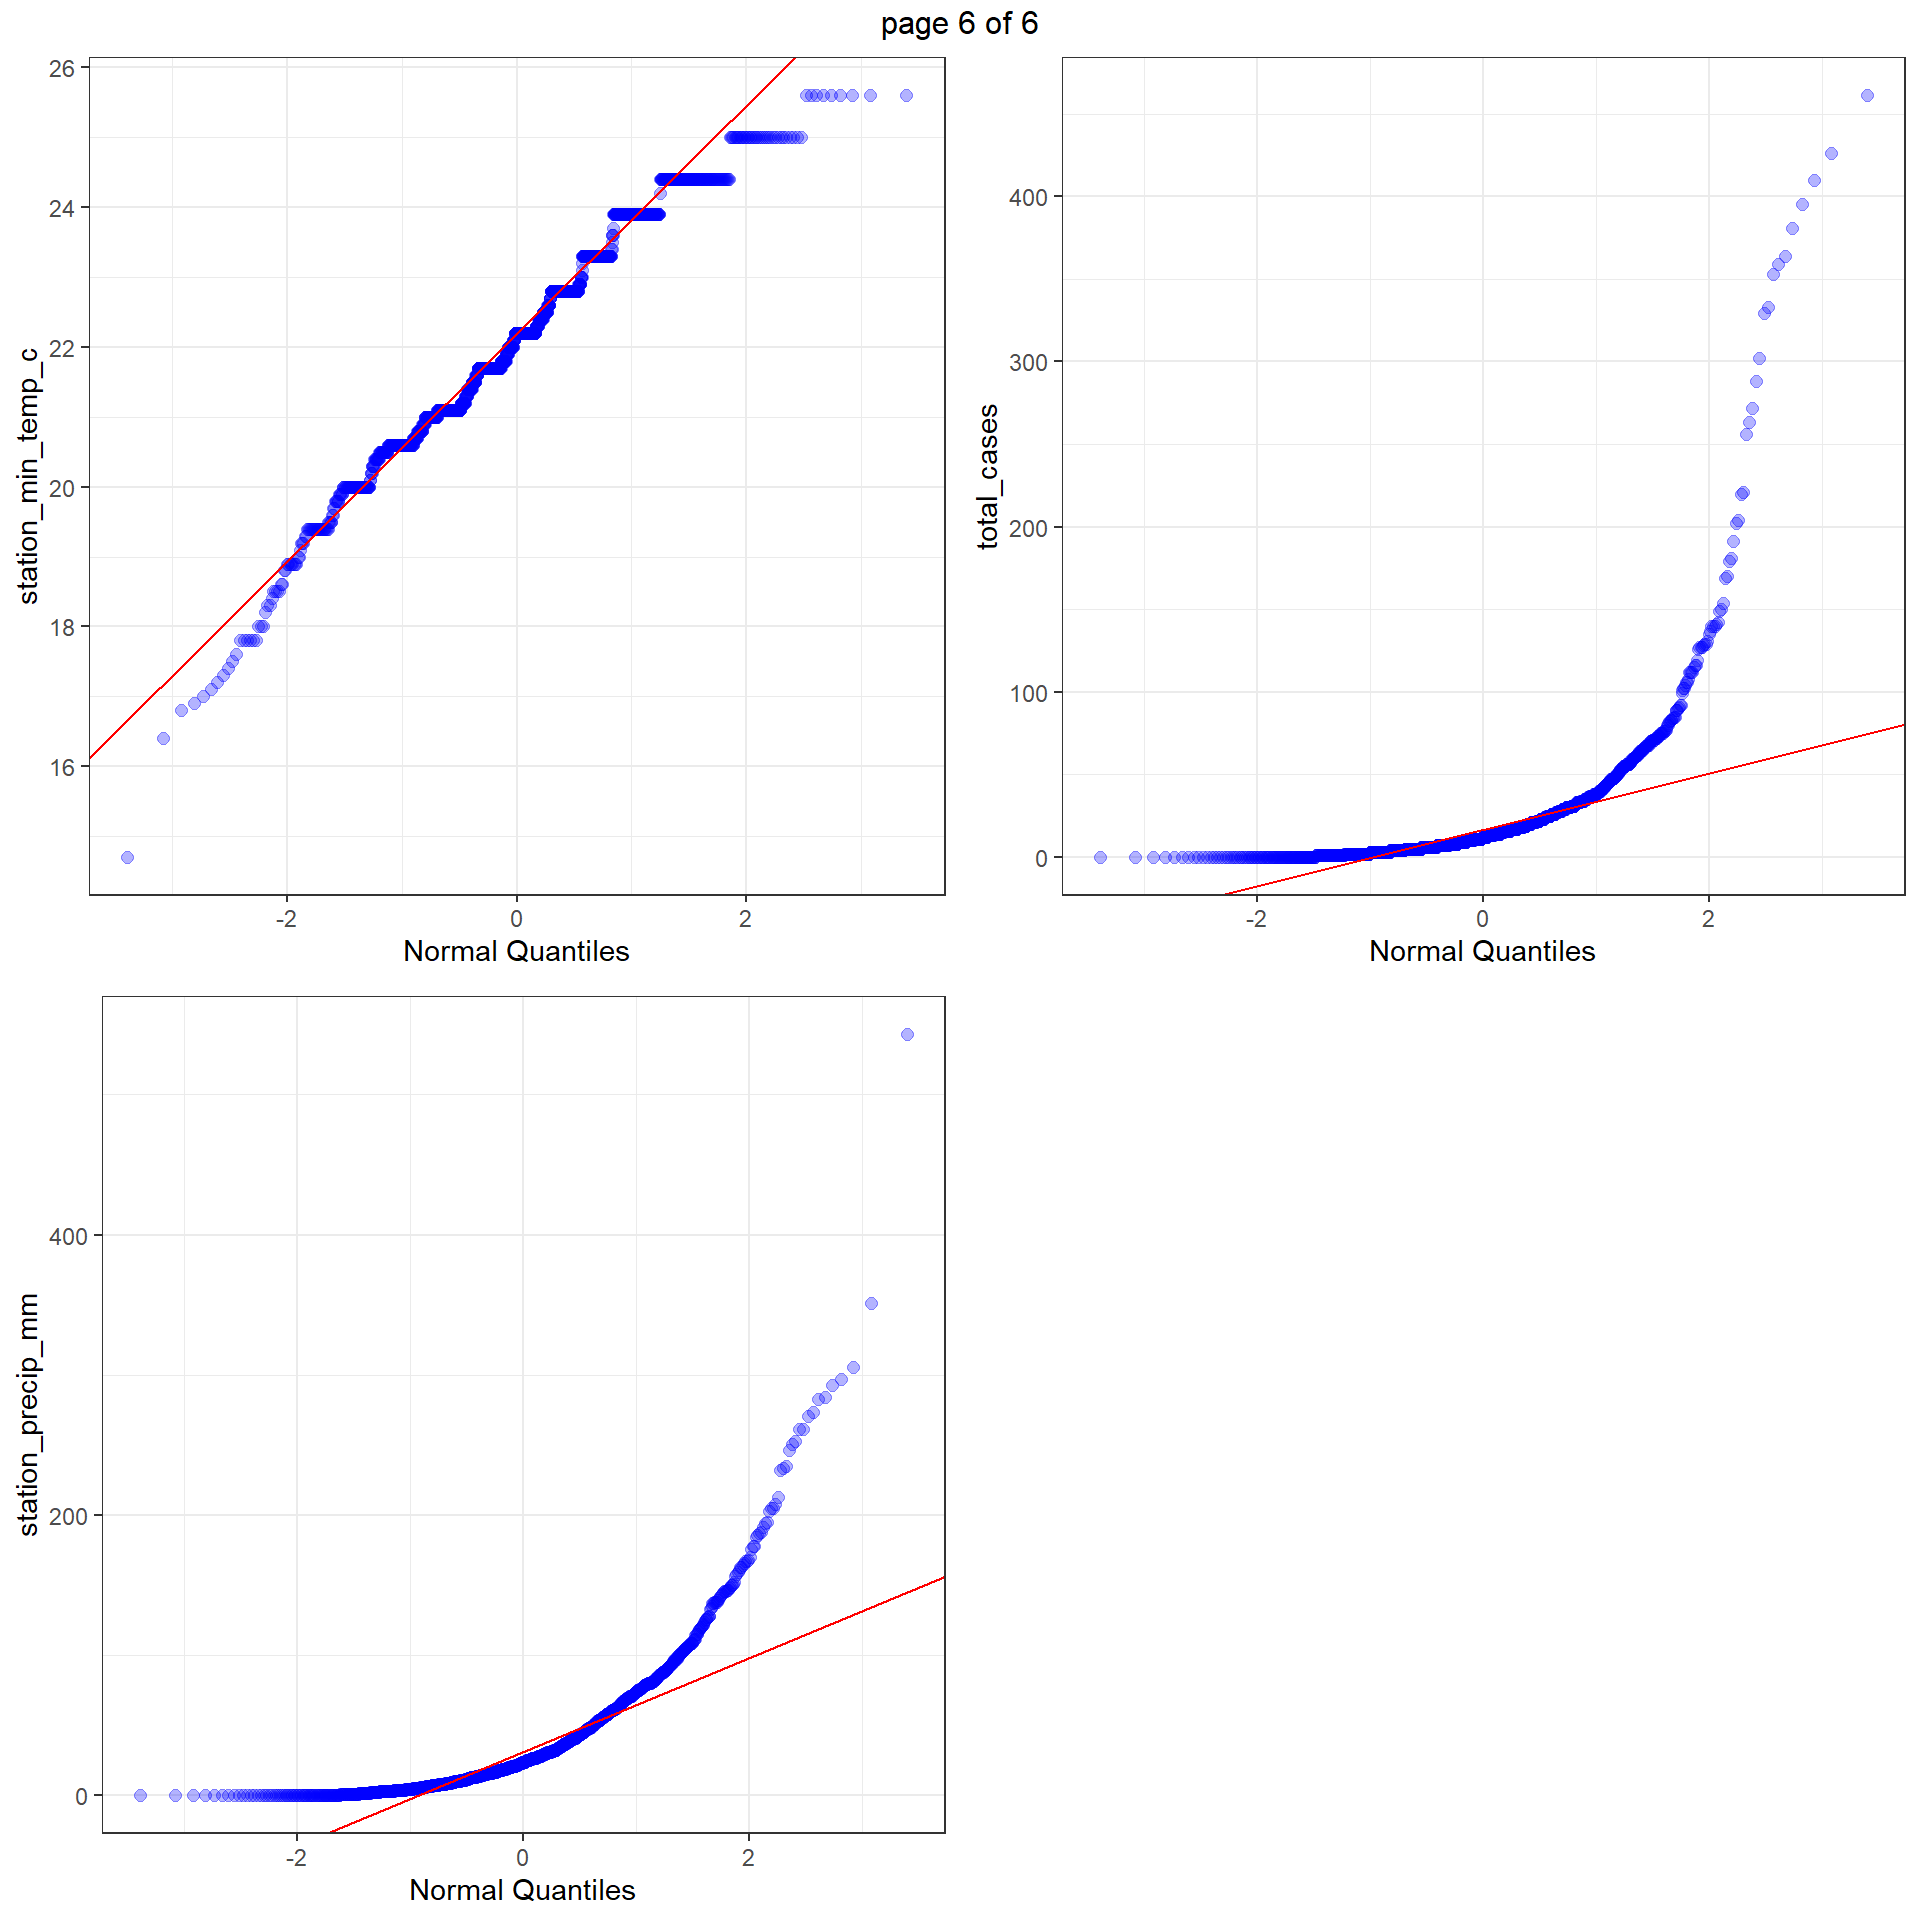 page 6 of 6
station_min_temp_c
26
24
22
20
18
16
-2 0 2
Normal Quantiles
total_cases
400
300
200
100
0
-2 0 2
Normal Quantiles
station_precip_mm
400
200
0
-2 0 2
Normal Quantiles